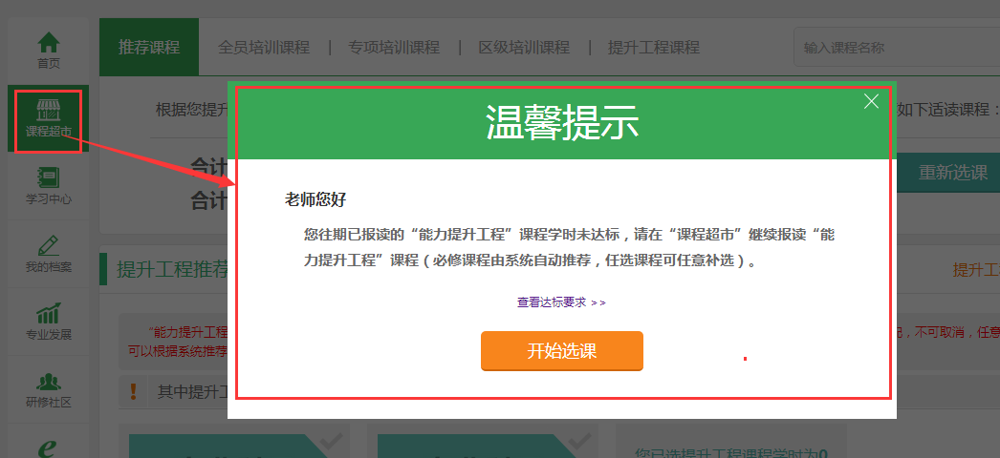 首页
课程超市
学习中心
我的档案
专业发展
研修社区
推荐课程 全员培训课程 | 专项培训课程 | 区级培训课程 | 提升工程课程
输入课程名称
根据您提升
如下适读课程：
合计
合计
重新选课
温馨提示
老师您好
您往期已报读的“能力提升工程”课程学时未达标，请在“课程超市”继续报读“能
力提升工程”课程（必修课程由系统自动推荐，任选课程可任意补选）。
查看达标要求 >>
开始选课
提升工程推荐
提升工
“能力提升工程
，不可取消，任意
可以根据系统推荐
其中提升工
您已选提升工程课程学时为0